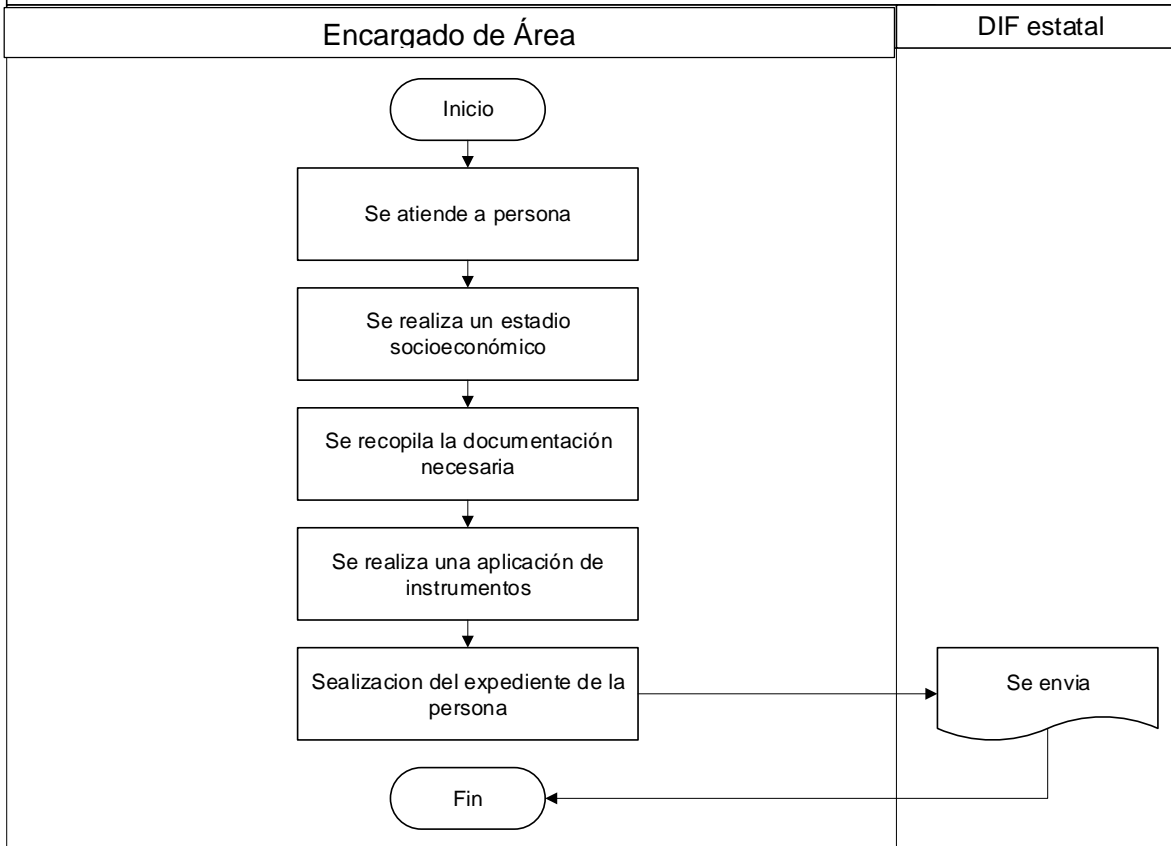 Encargado de Área
DIF estatal
Inicio
Se atiende a persona
Se realiza un estadio
socioeconómico
Se recopila la documentación
necesaria
Se realiza una aplicación de
instrumentos
Sealizacion del expediente de la
persona
Se envia
Fin